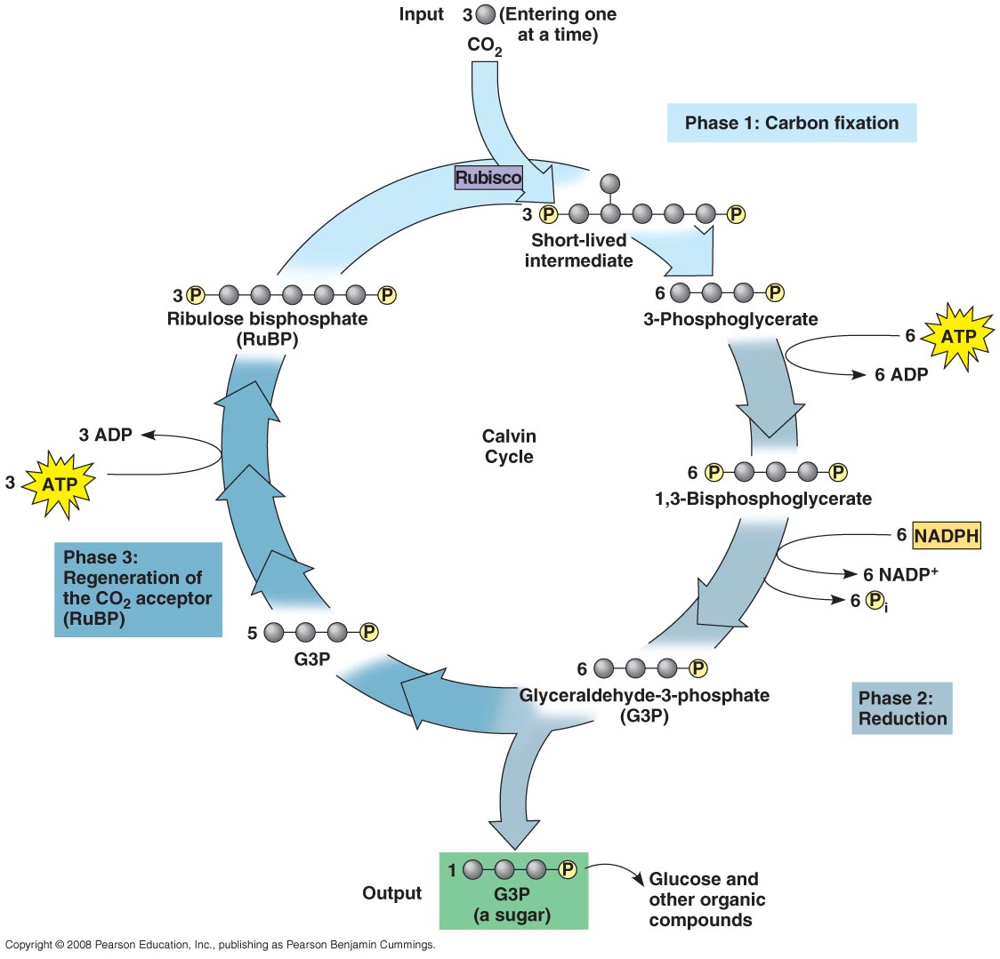 Input 3 (Entering one
at a time)
CO₂
Phase 1: Carbon fixation
Rubisco
3 P P
Short-lived
intermediate
3 P P
Ribulose bisphosphate
(RuBP)
6 P
3-Phosphoglycerate
6 ATP
6 ADP
Calvin
Cycle
3 ADP
3 ATP
6 P P
1,3-Bisphosphoglycerate
6 NADPH
6 NADP⁺
6 Pᵢ
Phase 3:
Regeneration of
the CO₂ acceptor
(RuBP)
5 P
G3P
6 P
Glyceraldehyde-3-phosphate
(G3P)
Phase 2:
Reduction
1 P
Output
G3P
(a sugar)
Glucose and
other organic
compounds
Copyright © 2008 Pearson Education, Inc., publishing as Pearson Benjamin Cummings.